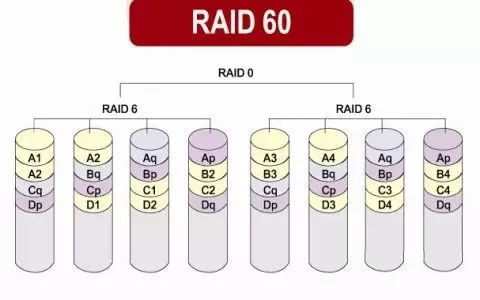 RAID 60
RAID 0
RAID 6 RAID 6
A1 A2 Aq Ap A3 A4 Aq Ap
A2 Bq Bp B2 B3 Bq Bp B4
Cq Cp C1 C2 Cq Cp C3 C4
Dp D1 D2 Dq Dp D3 D4 Dq